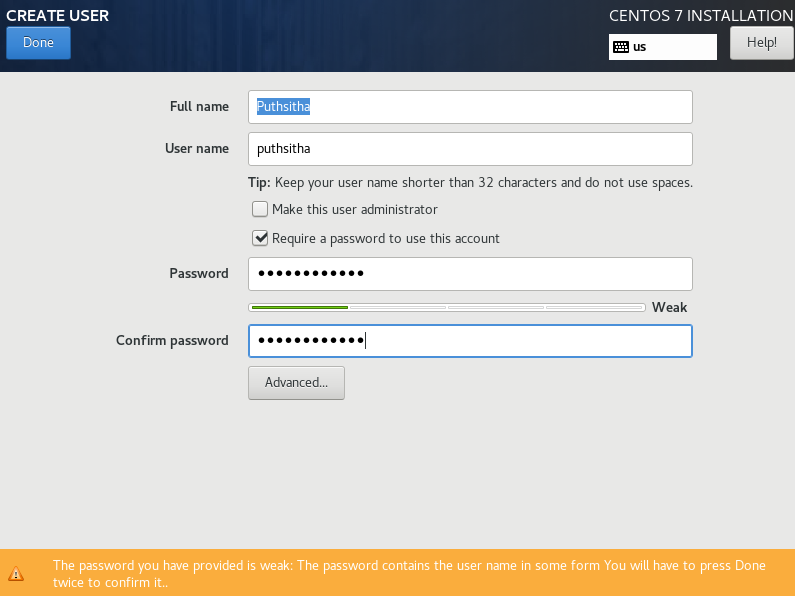 CREATE USER
CENTOS 7 INSTALLATION
Done
us
Help!
Full name
Puthsitha
User name
puthsitha
Tip: Keep your user name shorter than 32 characters and do not use spaces.
Make this user administrator
Require a password to use this account
Password
●●●●●●●●●●●●
Weak
Confirm password
●●●●●●●●●●●●
Advanced...
The password you have provided is weak: The password contains the user name in some form You will have to press Done
twice to confirm it..